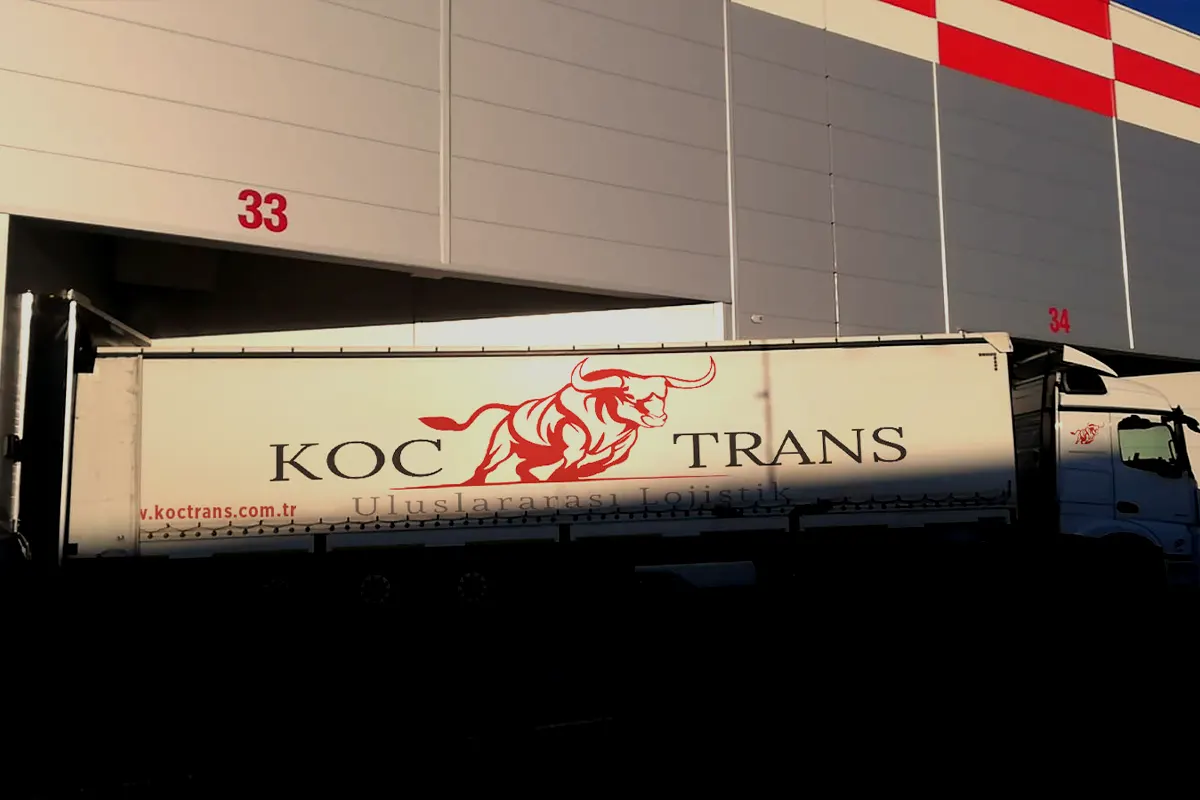 33
34
KOC TRANS
Uluslararası Lojistik
v.koctrans.com.tr